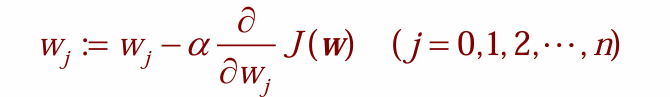 w_j := w_j − α ∂/∂w_j J(w) (j = 0,1,2,⋯,n)